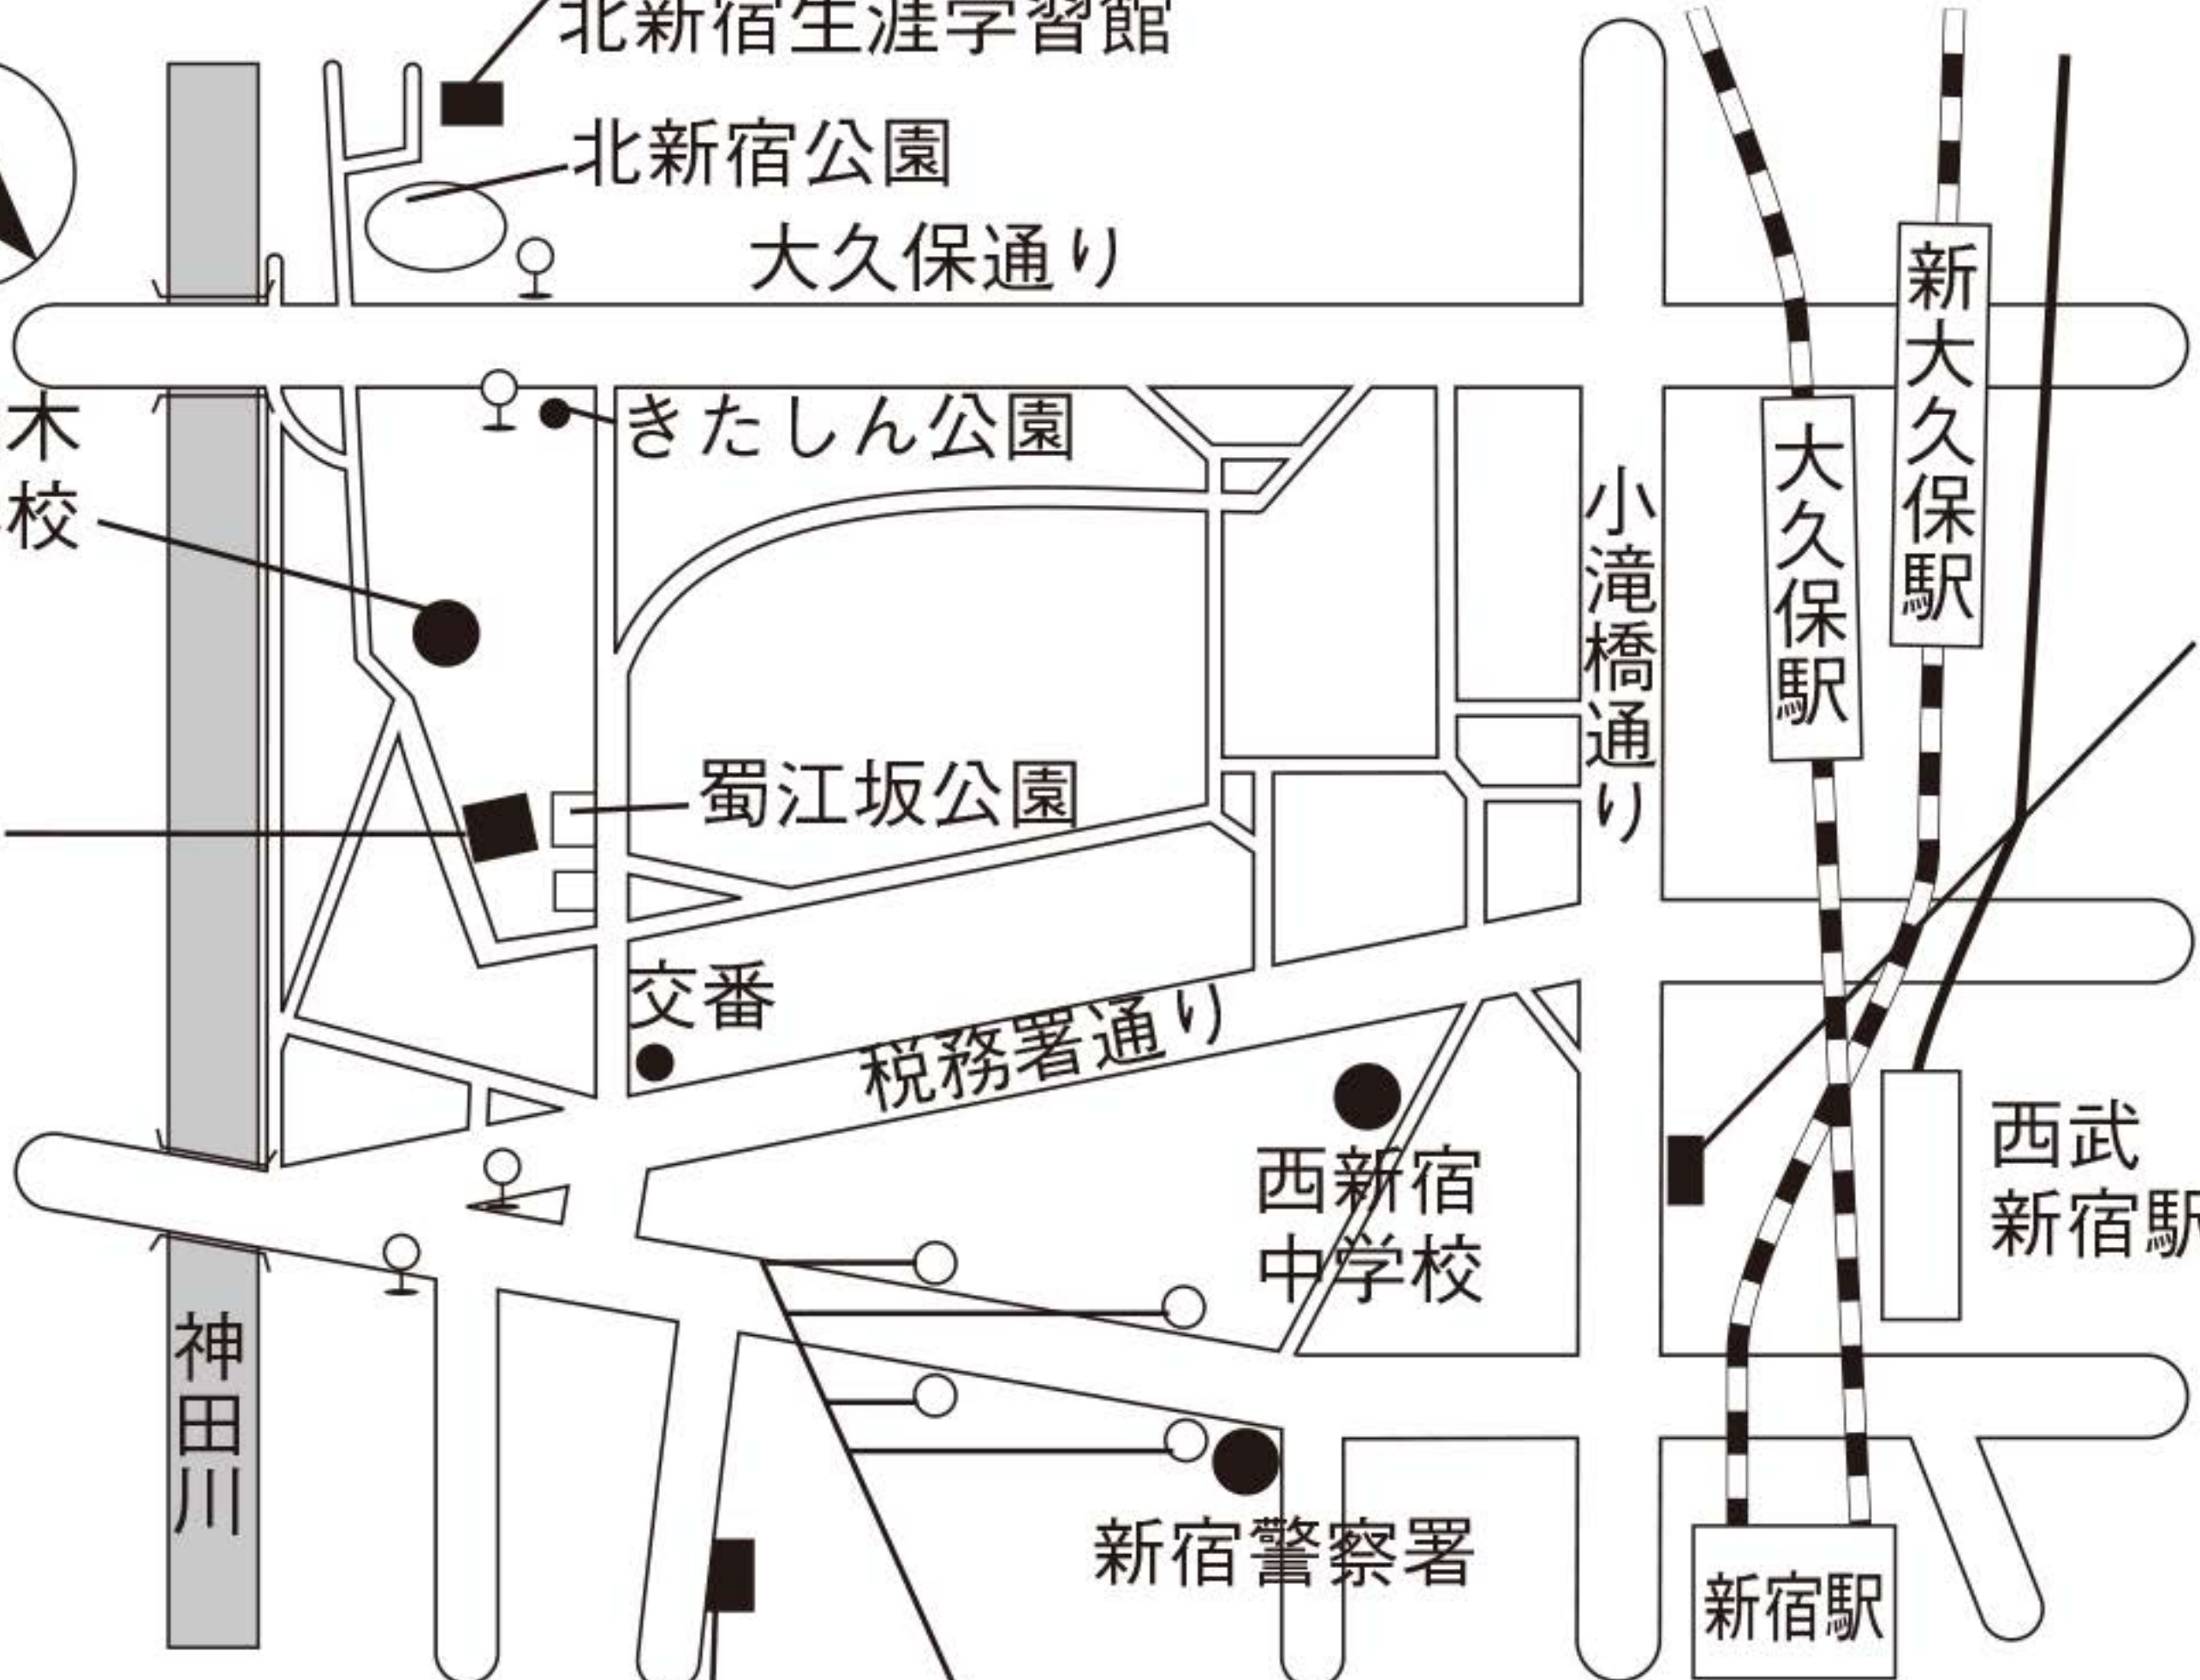 北新宿生涯学習館
北新宿公園
大久保通り
新大久保駅
木
校
きたしん公園
大久保駅
小滝橋通り
蜀江坂公園
交番
税務署通り
西新宿
中学校
西武
新宿駅
神田川
新宿警察署
新宿駅